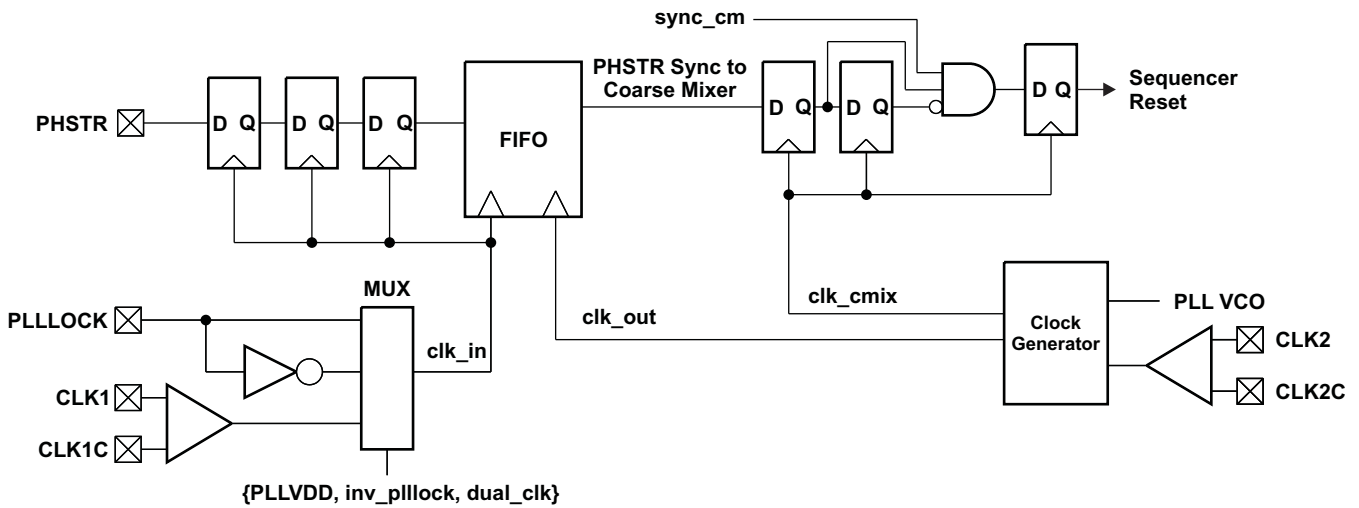 sync_cm
PHSTR Sync to
Coarse Mixer
Sequencer
Reset
PHSTR
D Q
D Q
D Q
FIFO
D Q
D Q
D Q
MUX
PLLLOCK
clk_in
clk_out
clk_cmix
Clock
Generator
PLL VCO
CLK2
CLK2C
CLK1
CLK1C
{PLLVDD, inv_plllock, dual_clk}